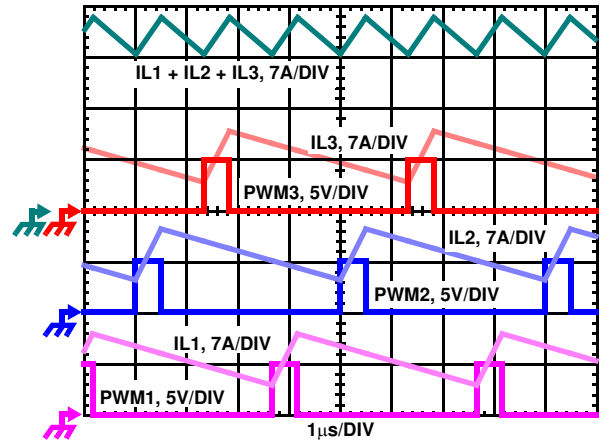 IL1 + IL2 + IL3, 7A/DIV
IL3, 7A/DIV
PWM3, 5V/DIV
IL2, 7A/DIV
PWM2, 5V/DIV
IL1, 7A/DIV
PWM1, 5V/DIV
1µs/DIV